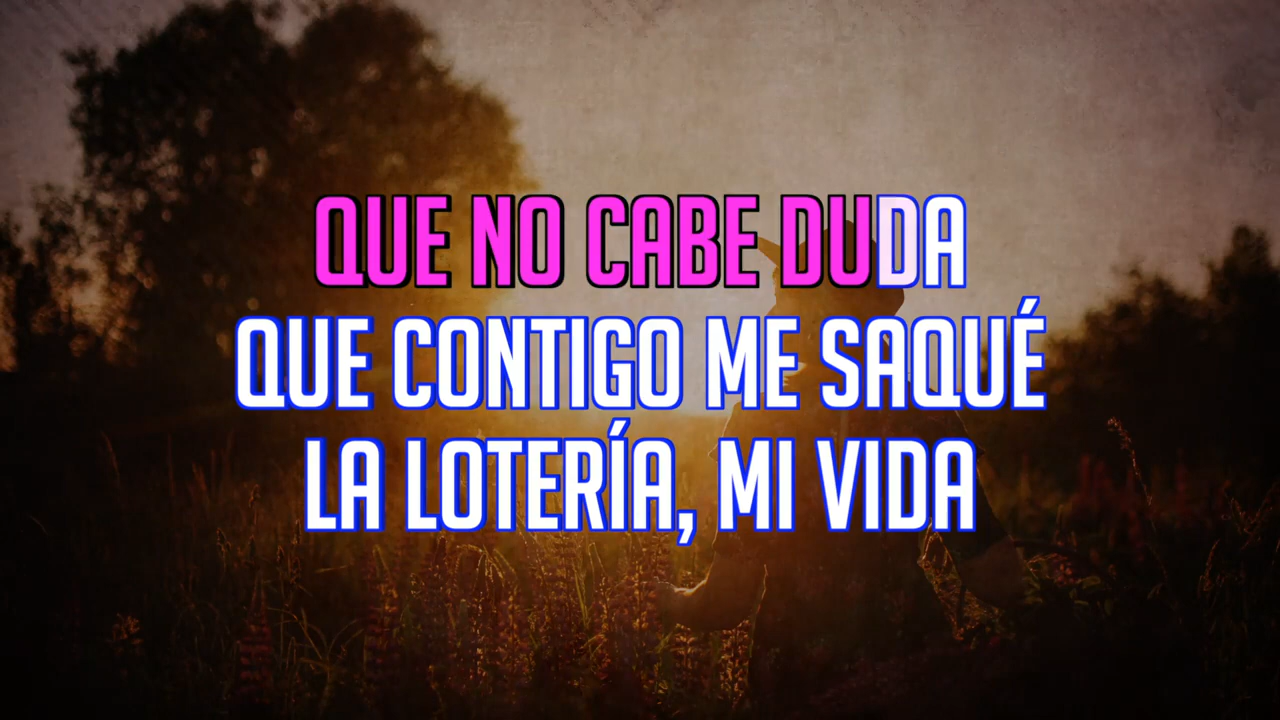 QUE NO CABE DUDA
QUE CONTIGO ME SAQUÉ
LA LOTERÍA, MI VIDA